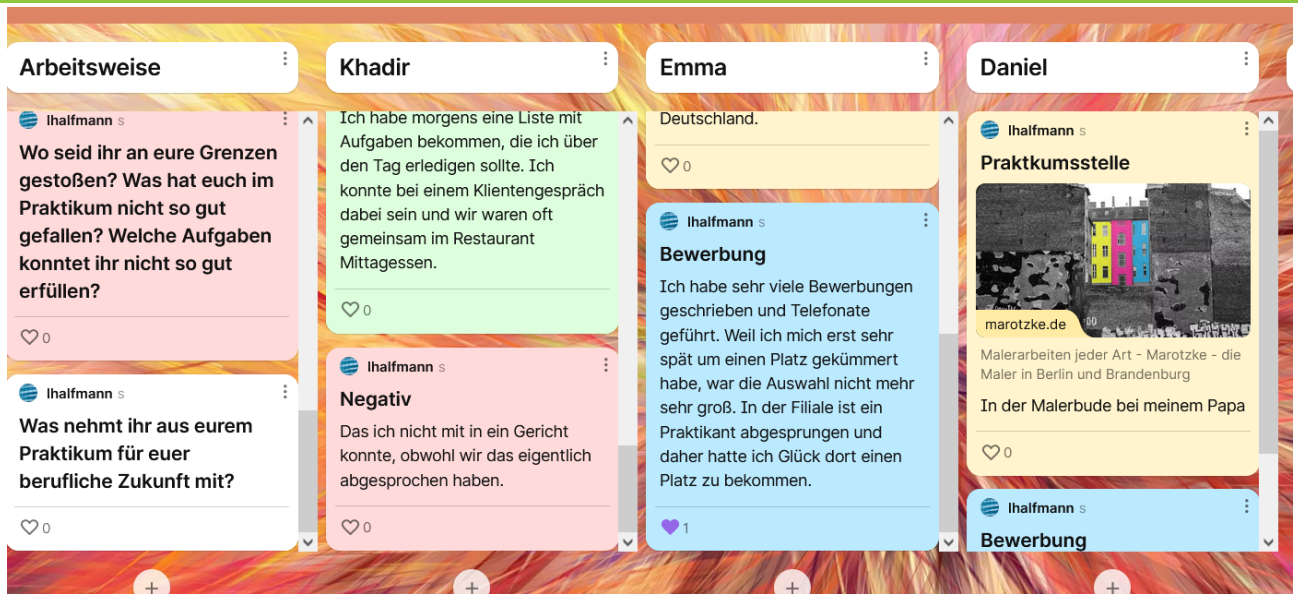 Arbeitsweise
lhalfmann s
Wo seid ihr an eure Grenzen
gestoßen? Was hat euch im
Praktikum nicht so gut
gefallen? Welche Aufgaben
konntet ihr nicht so gut
erfüllen?
0
lhalfmann s
Was nehmt ihr aus eurem
Praktikum für euer
berufliche Zukunft mit?
0
Khadir
Ich habe morgens eine Liste mit
Aufgaben bekommen, die ich über
den Tag erledigen sollte. Ich
konnte bei einem Klientengespräch
dabei sein und wir waren oft
gemeinsam im Restaurant
Mittagessen.
0
lhalfmann s
Negativ
Das ich nicht mit in ein Gericht
konnte, obwohl wir das eigentlich
abgesprochen haben.
0
Emma
Deutschland.
0
lhalfmann s
Bewerbung
Ich habe sehr viele Bewerbungen
geschrieben und Telefonate
geführt. Weil ich mich erst sehr
spät um einen Platz gekümmert
habe, war die Auswahl nicht mehr
sehr groß. In der Filiale ist ein
Praktikant abgesprungen und
daher hatte ich Glück dort einen
Platz zu bekommen.
1
Daniel
lhalfmann s
Praktkumsstelle
marotzke.de
Malerarbeiten jeder Art - Marotzke - die
Maler in Berlin und Brandenburg
In der Malerbude bei meinem Papa
0
lhalfmann s
Bewerbung